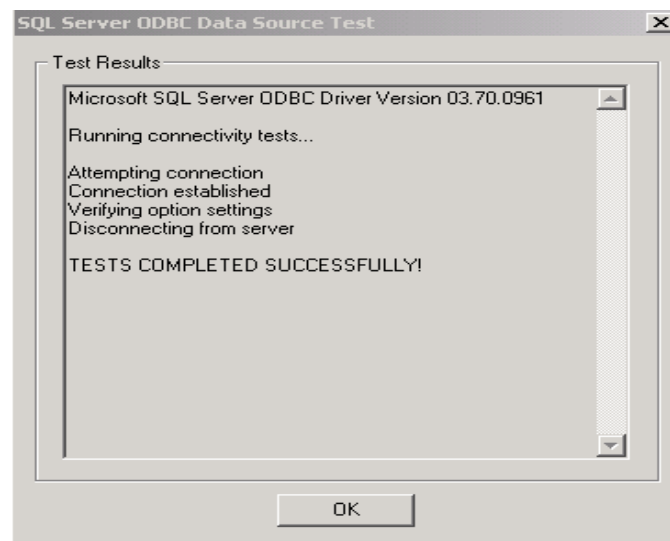 SQL Server ODBC Data Source Test
Test Results
Microsoft SQL Server ODBC Driver Version 03.70.0961
Running connectivity tests...
Attempting connection
Connection established
Verifying option settings
Disconnecting from server
TESTS COMPLETED SUCCESSFULLY!
OK